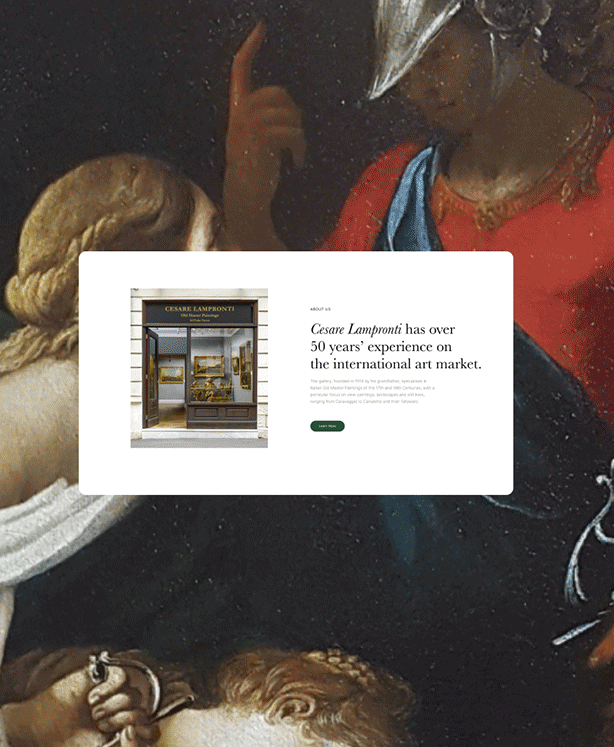 CESARE LAMPRONTI
Old Master Paintings
ABOUT US
Cesare Lampronti has over
50 years' experience on
the international art market.
The gallery, founded in 1914 by his grandfather, specialises in
Italian Old Master Paintings of the 17th and 18th Centuries, with a
particular focus on view-paintings, landscapes and still lifes,
ranging from Caravaggio to Canaletto and their followers.
Learn More